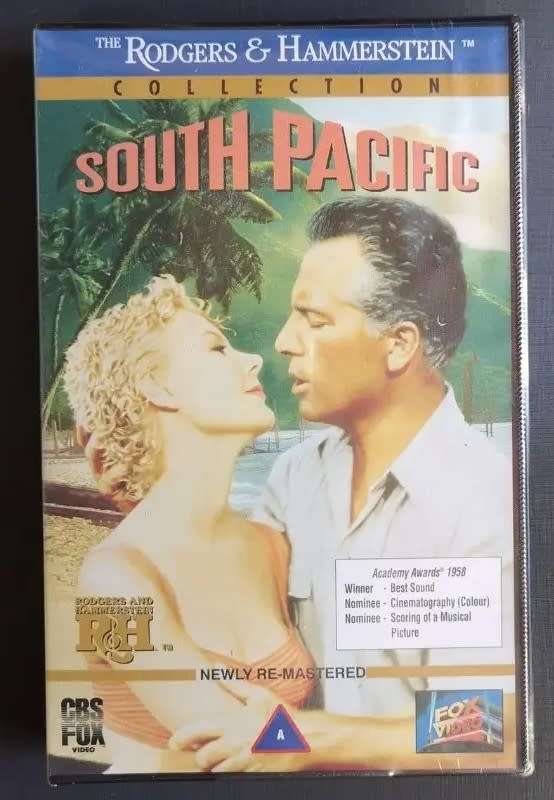 THE RODGERS & HAMMERSTEIN ™
COLLECTION
SOUTH PACIFIC
Academy Awards® 1958
Winner - Best Sound
Nominee - Cinematography (Colour)
Nominee - Scoring of a Musical
Picture
RODGERS AND
HAMMERSTEIN
R&H ™
NEWLY RE-MASTERED
CBS
FOX
VIDEO
A
FOX
VIDEO